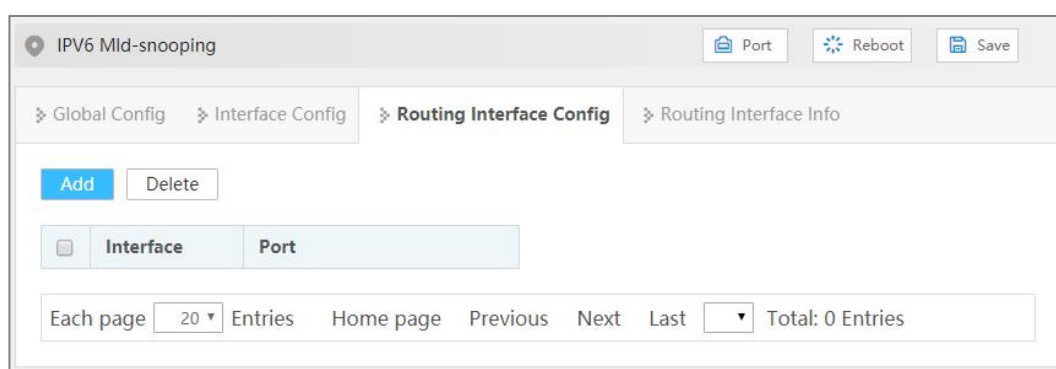 IPV6 Mld-snooping Port Reboot Save
Global Config Interface Config Routing Interface Config Routing Interface Info
Add Delete
Interface Port
Each page 20 Entries Home page Previous Next Last Total: 0 Entries